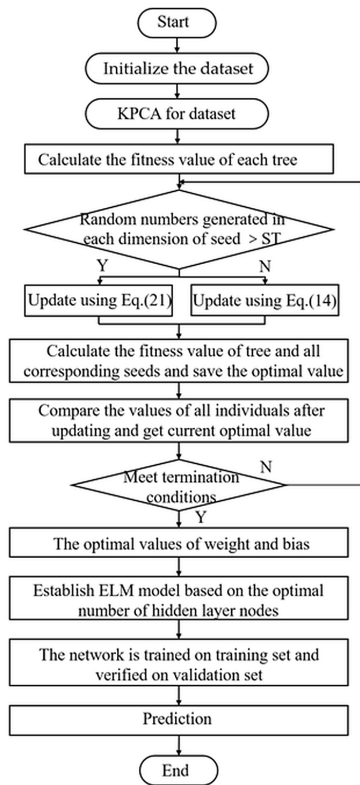 Start
Initialize the dataset
KPCA for dataset
Calculate the fitness value of each tree
Random numbers generated in
each dimension of seed > ST
Y
N
Update using Eq.(21)
Update using Eq.(14)
Calculate the fitness value of tree and all
corresponding seeds and save the optimal value
Compare the values of all individuals after
updating and get current optimal value
Meet termination
conditions
N
Y
The optimal values of weight and bias
Establish ELM model based on the optimal
number of hidden layer nodes
The network is trained on training set and
verified on validation set
Prediction
End